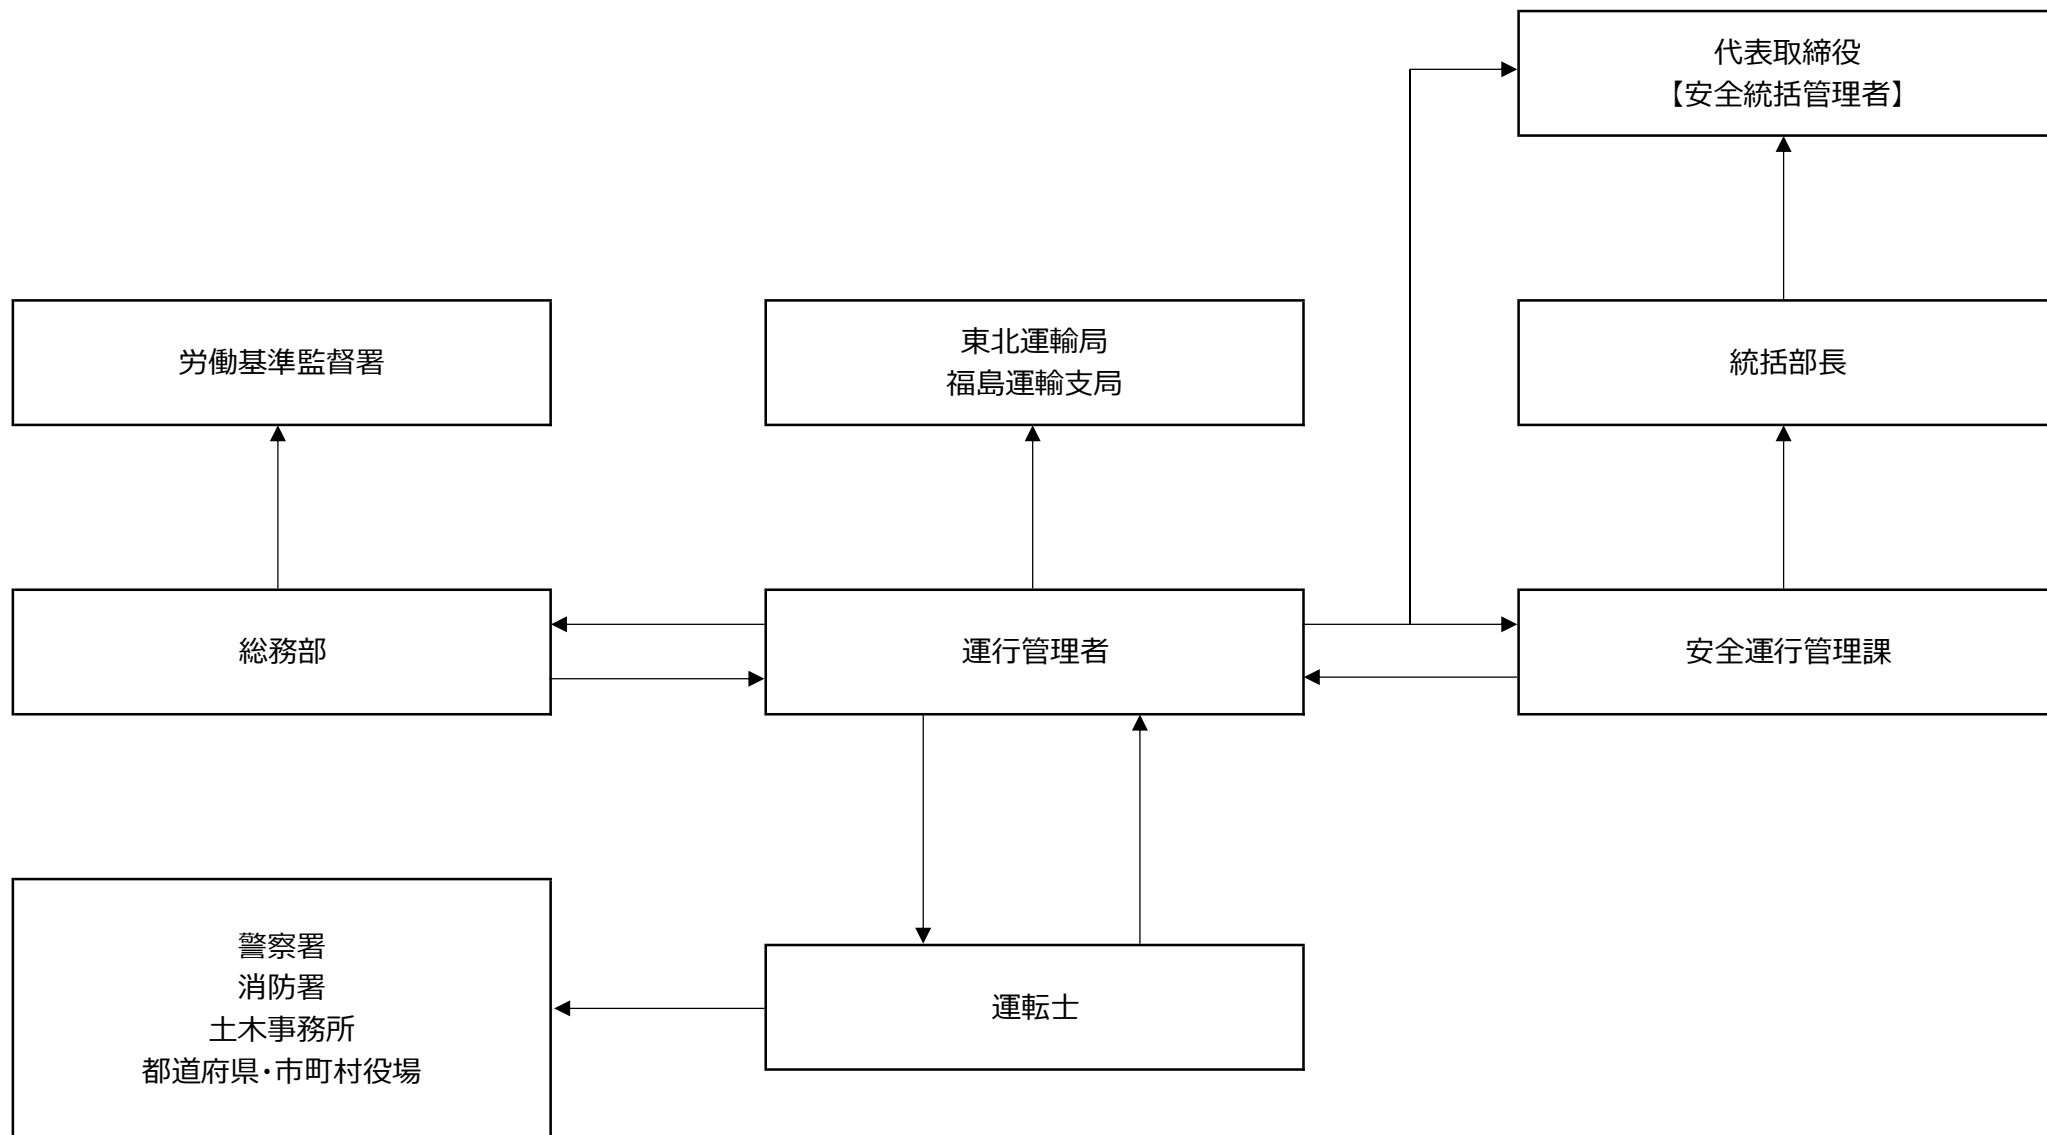 代表取締役
【安全統括管理者】
労働基準監督署
東北運輸局
福島運輸支局
統括部長
総務部
運行管理者
安全運行管理課
警察署
消防署
土木事務所
都道府県・市町村役場
運転士